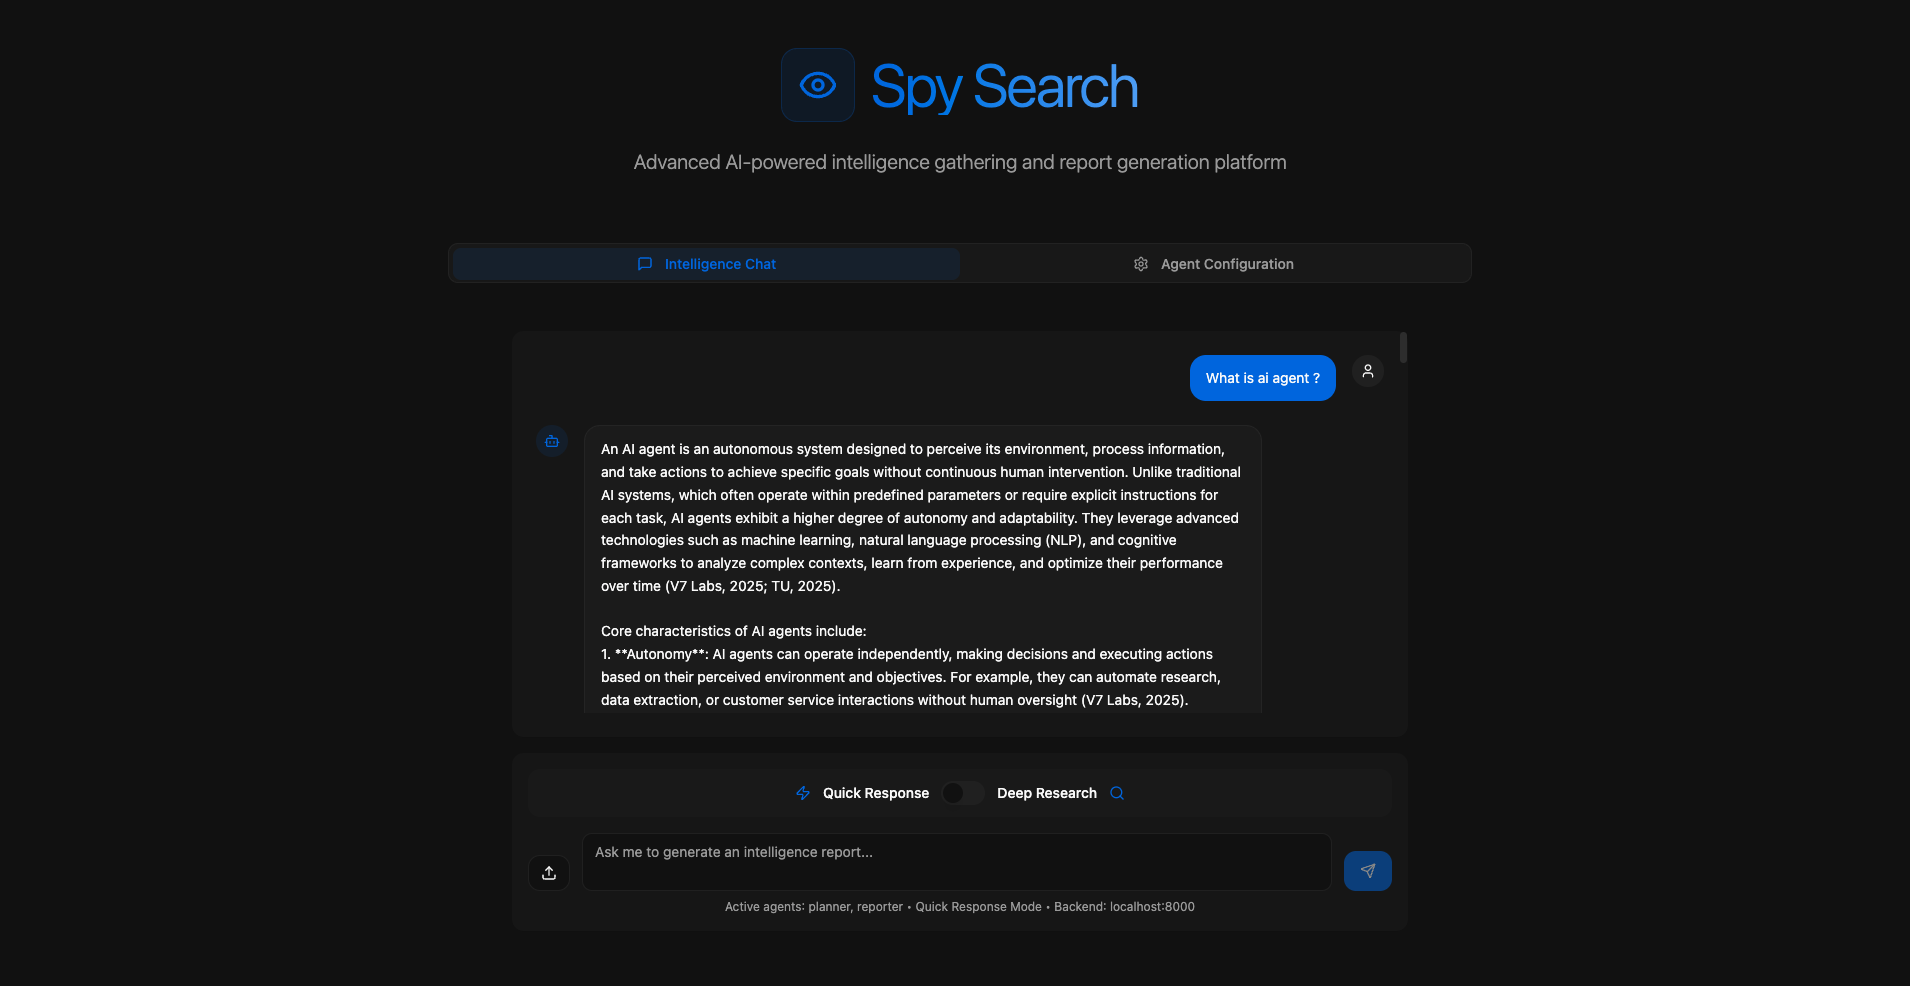 Spy Search
Advanced AI-powered intelligence gathering and report generation platform
Intelligence Chat
Agent Configuration
What is ai agent ?
An AI agent is an autonomous system designed to perceive its environment, process information,
and take actions to achieve specific goals without continuous human intervention. Unlike traditional
AI systems, which often operate within predefined parameters or require explicit instructions for
each task, AI agents exhibit a higher degree of autonomy and adaptability. They leverage advanced
technologies such as machine learning, natural language processing (NLP), and cognitive
frameworks to analyze complex contexts, learn from experience, and optimize their performance
over time (V7 Labs, 2025; TU, 2025).
Core characteristics of AI agents include:
1. **Autonomy**: AI agents can operate independently, making decisions and executing actions
based on their perceived environment and objectives. For example, they can automate research,
data extraction, or customer service interactions without human oversight (V7 Labs, 2025).
Quick Response
Deep Research
Ask me to generate an intelligence report...
Active agents: planner, reporter • Quick Response Mode • Backend: localhost:8000